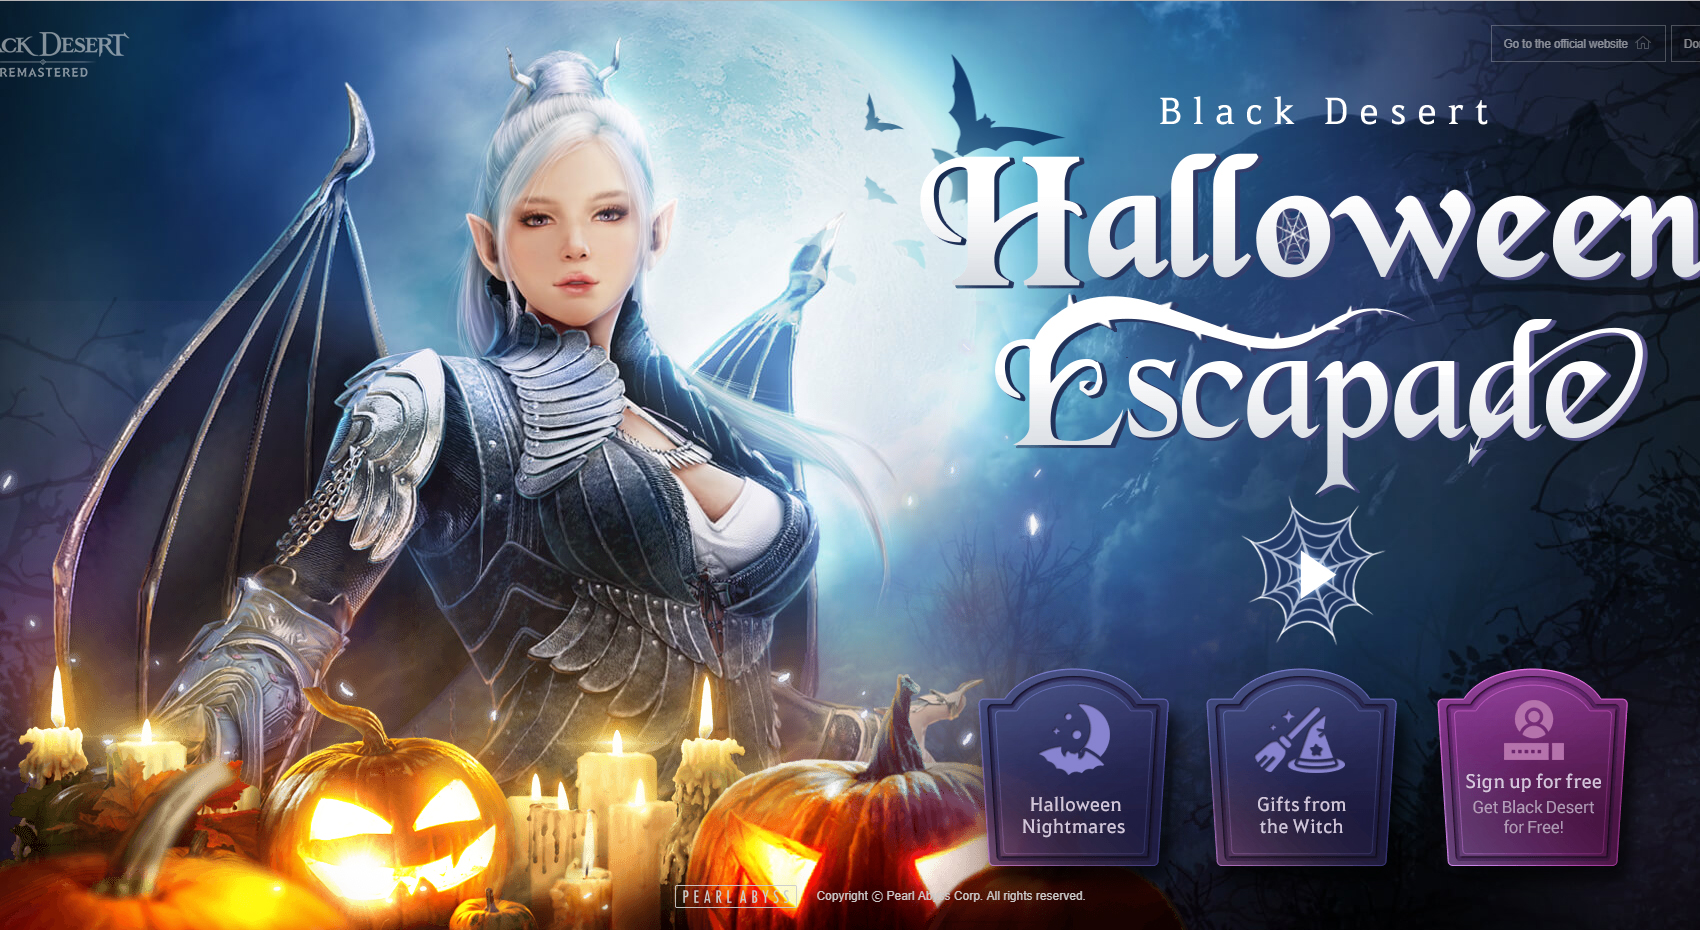 ACK DESERT
REMASTERED
Go to the official website
Black Desert
Halloween
Escapade
Halloween
Nightmares
Gifts from
the Witch
Sign up for free
Get Black Desert
for Free!
PEARL ABYSS
Copyright © Pearl Abyss Corp. All rights reserved.